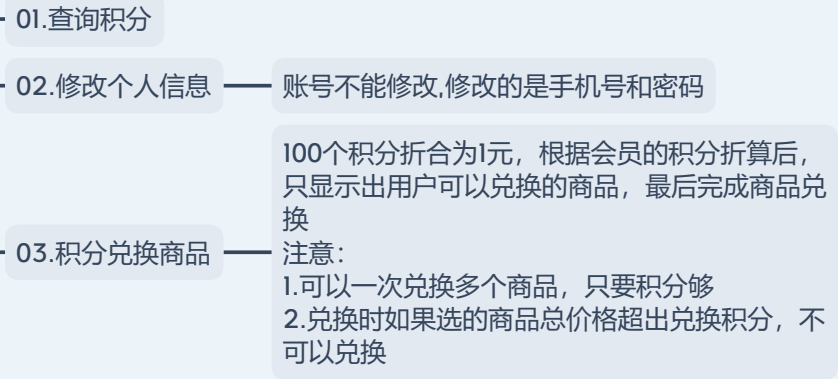 01.查询积分
02.修改个人信息
账号不能修改,修改的是手机号和密码
03.积分兑换商品
100个积分折合为1元，根据会员的积分折算后，
只显示出用户可以兑换的商品，最后完成商品兑
换
注意：
1.可以一次兑换多个商品，只要积分够
2.兑换时如果选的商品总价格超出兑换积分，不
可以兑换